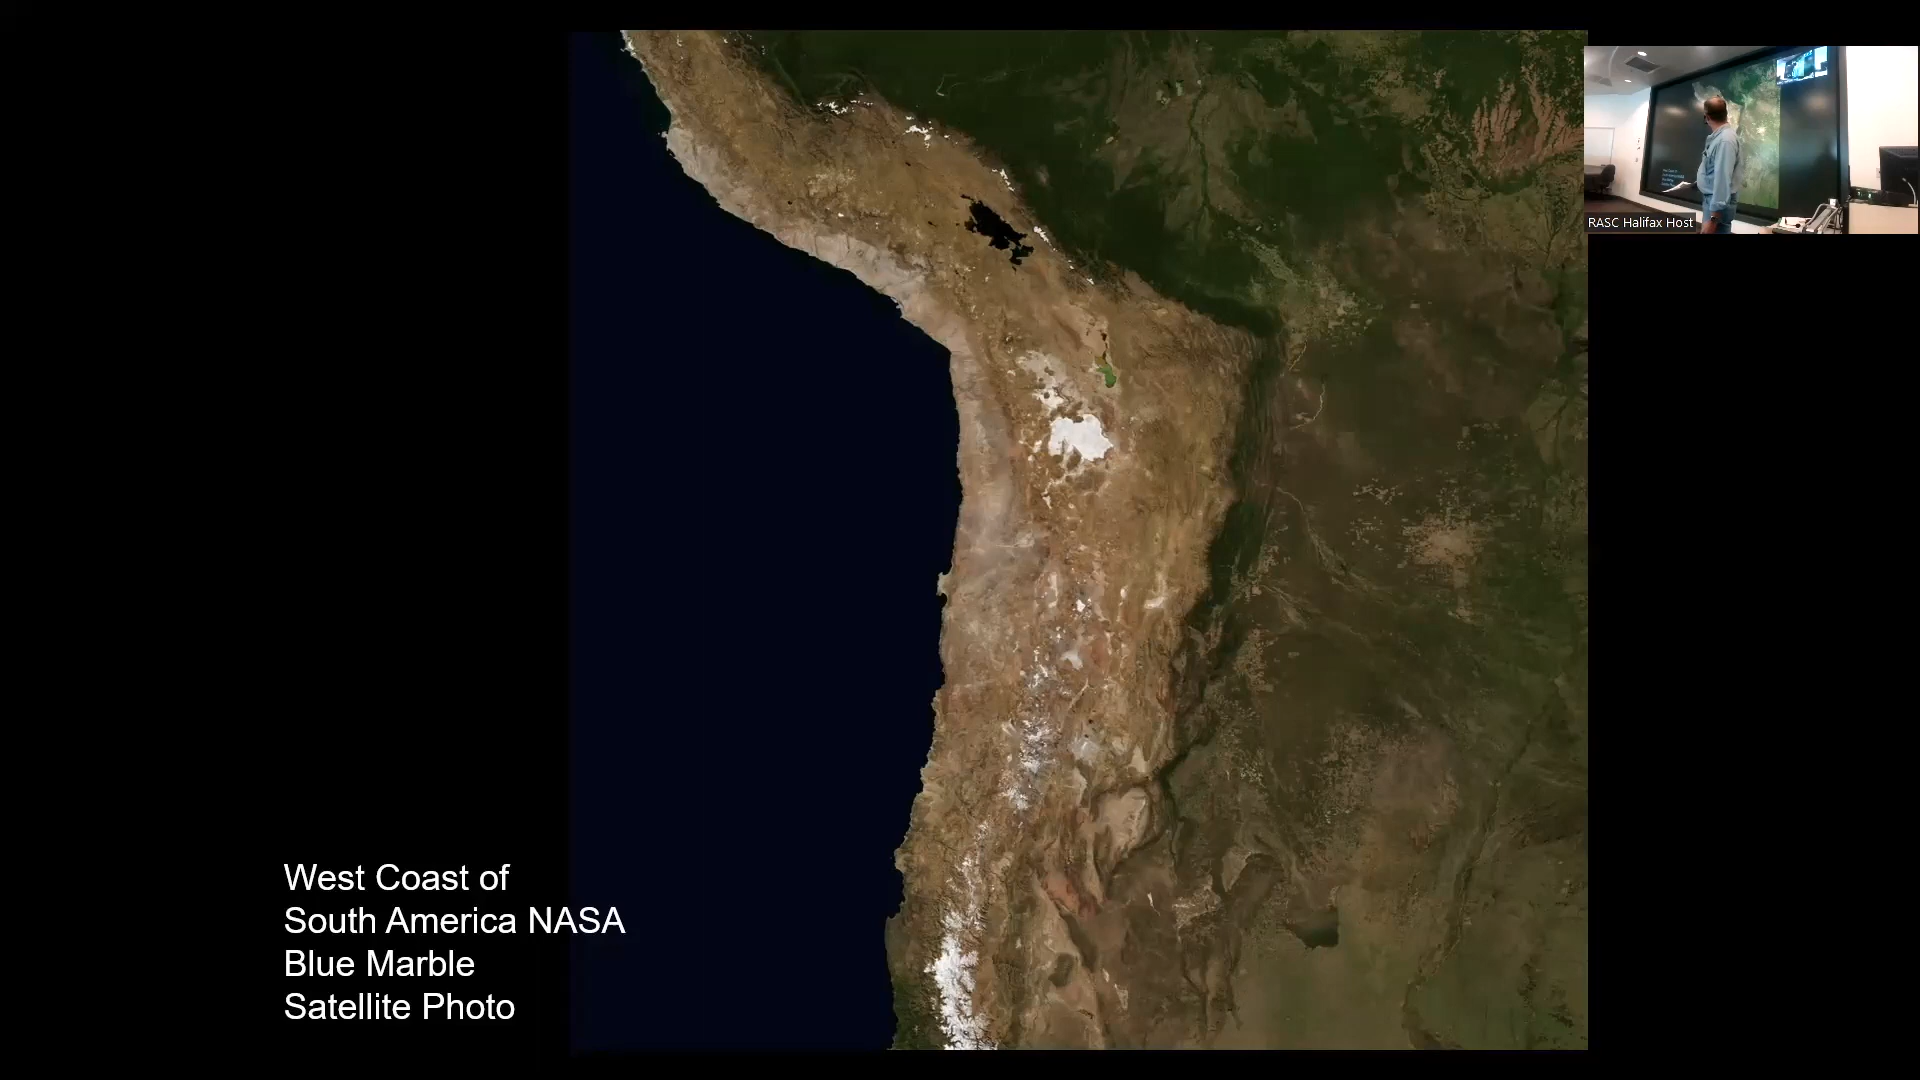 West Coast of
South America NASA
Blue Marble
Satellite Photo
RASC Halifax Host